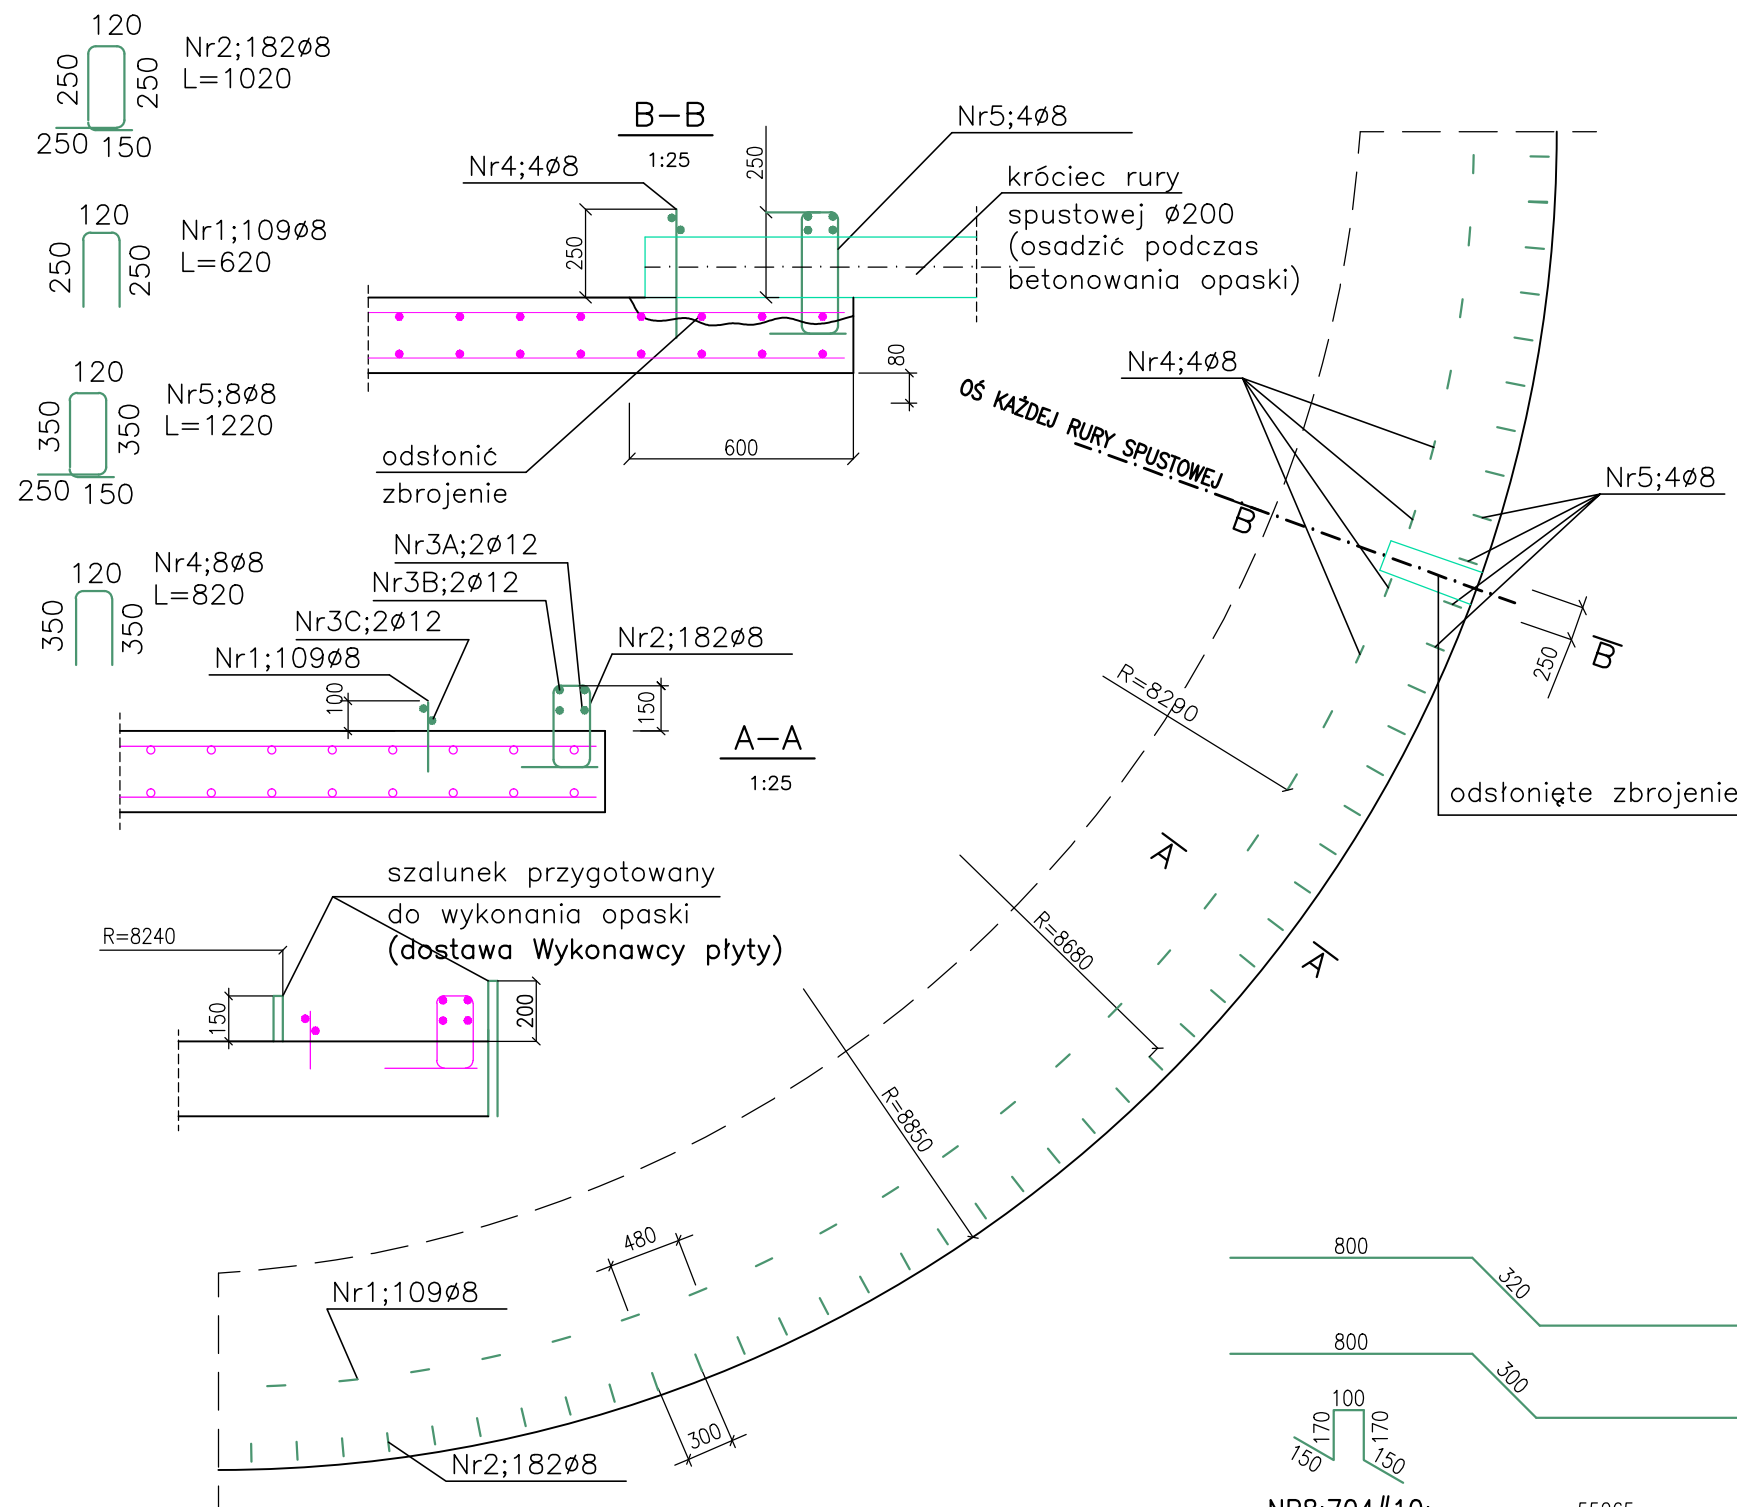 120
Nr2;182ø8
L=1020
250
250
250
150
120
Nr1;109ø8
L=620
250
250
120
Nr5;8ø8
L=1220
350
350
250
150
120
Nr4;8ø8
L=820
350
350
B-B
1:25
Nr4;4ø8
Nr5;4ø8
250
250
króciec rury
spustowej ø200
(osadzić podczas
betonowania opaski)
80
600
odsłonić
zbrojenie
Nr3A;2ø12
Nr3B;2ø12
Nr3C;2ø12
Nr1;109ø8
Nr2;182ø8
100
150
A-A
1:25
szalunek przygotowany
do wykonania opaski
(dostawa Wykonawcy płyty)
R=8240
150
200
Nr4;4ø8
OŚ KAŻDEJ RURY SPUSTOWEJ
B
Nr5;4ø8
B
250
R=8290
odsłonięte zbrojenie
A
A
R=8680
R=8850
480
Nr1;109ø8
300
Nr2;182ø8
800
320
800
300
100
170
170
150
150